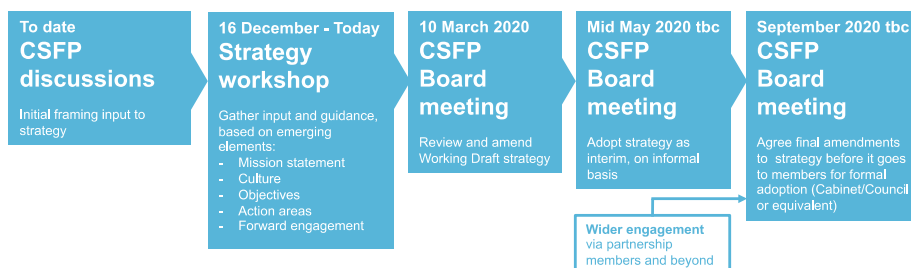 To date
CSFP
discussions
Initial framing input to
strategy
16 December - Today
Strategy
workshop
Gather input and guidance,
based on emerging
elements:
- Mission statement
- Culture
- Objectives
- Action areas
- Forward engagement
10 March 2020
CSFP
Board
meeting
Review and amend
Working Draft strategy
Mid May 2020 tbc
CSFP
Board
meeting
Adopt strategy as
interim, on informal
basis
Wider engagement
via partnership
members and beyond
September 2020 tbc
CSFP
Board
meeting
Agree final amendments
to strategy before it goes
to members for formal
adoption (Cabinet/Council
or equivalent)